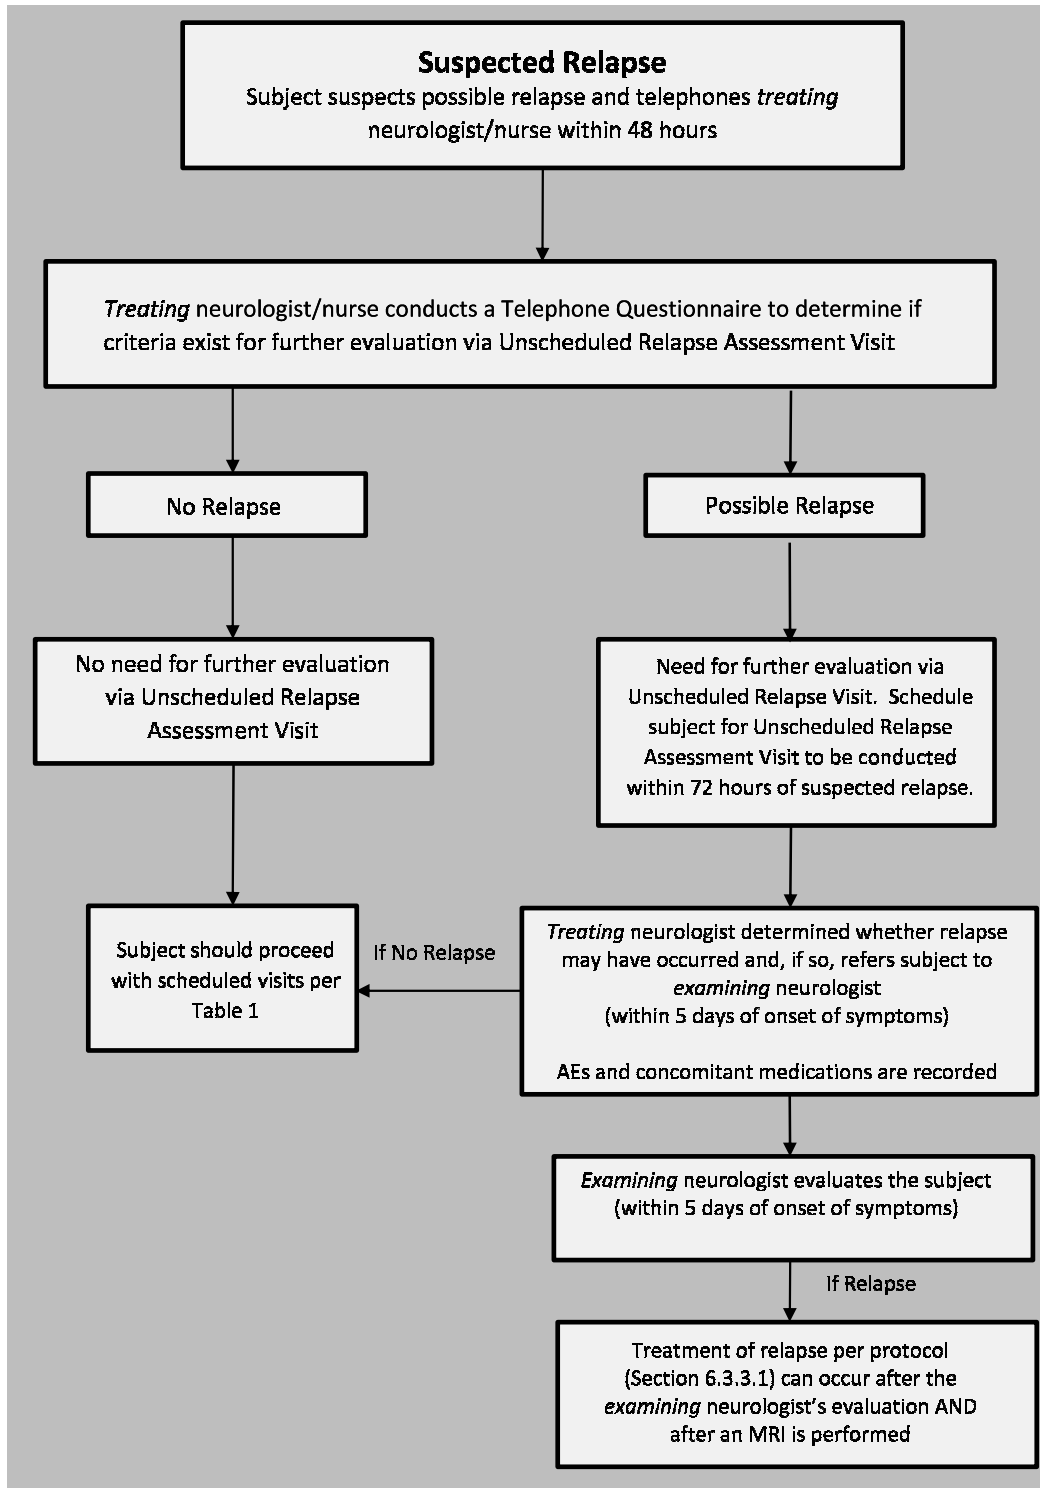 Suspected Relapse
Subject suspects possible relapse and telephones treating
neurologist/nurse within 48 hours
Treating neurologist/nurse conducts a Telephone Questionnaire to determine if
criteria exist for further evaluation via Unscheduled Relapse Assessment Visit
No Relapse
Possible Relapse
No need for further evaluation
via Unscheduled Relapse
Assessment Visit
Need for further evaluation via
Unscheduled Relapse Visit.  Schedule
subject for Unscheduled Relapse
Assessment Visit to be conducted
within 72 hours of suspected relapse.
Subject should proceed
with scheduled visits per
Table 1
If No Relapse
Treating neurologist determined whether relapse
may have occurred and, if so, refers subject to
examining neurologist
(within 5 days of onset of symptoms)
AEs and concomitant medications are recorded
Examining neurologist evaluates the subject
(within 5 days of onset of symptoms)
If Relapse
Treatment of relapse per protocol
(Section 6.3.3.1) can occur after the
examining neurologist's evaluation AND
after an MRI is performed